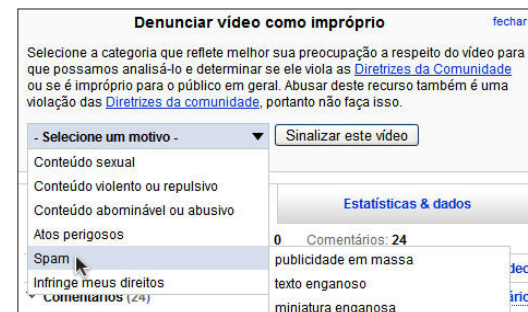 Denunciar vídeo como impróprio
fechar
Selecione a categoria que reflete melhor sua preocupação a respeito do vídeo para
que possamos analisá-lo e determinar se ele viola as Diretrizes da Comunidade
ou se é impróprio para o público em geral. Abusar deste recurso também é uma
violação das Diretrizes da comunidade, portanto não faça isso.
- Selecione um motivo -
Sinalizar este vídeo
Conteúdo sexual
Conteúdo violento ou repulsivo
Conteúdo abominável ou abusivo
Estatísticas & dados
Atos perigosos
0 Comentários: 24
Spam
publicidade em massa
Infringe meus direitos
texto enganoso
Comentários (24)
miniatura enganosa